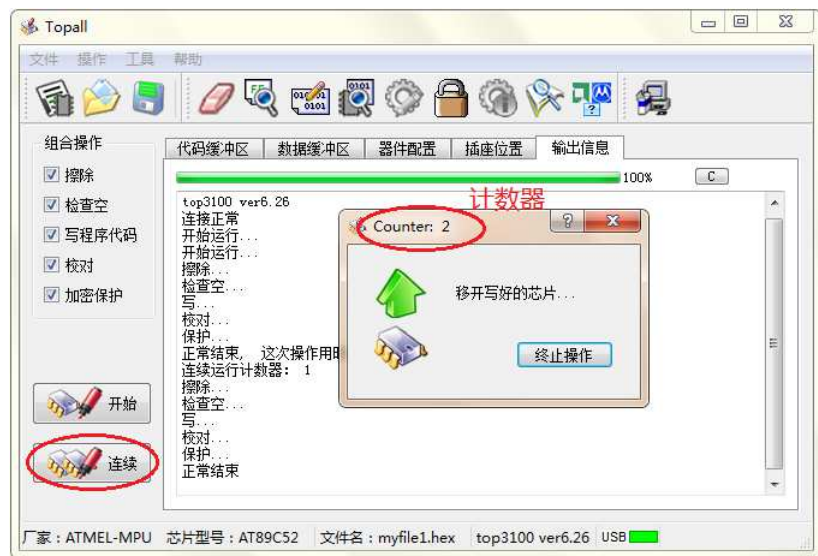 Topall
文件 操作 工具 帮助
组合操作
擦除
检查空
写程序代码
校对
加密保护
开始
连续
代码缓冲区 数据缓冲区 器件配置 插座位置 输出信息
100% C
计数器
top3100 ver6.26
连接正常
开始运行...
开始运行...
擦除...
检查空...
写...
校对...
保护...
正常结束, 这次操作用时
连续运行计数器: 1
擦除...
检查空...
写...
校对...
保护...
正常结束
Counter: 2
移开写好的芯片...
终止操作
厂家:ATMEL-MPU 芯片型号:AT89C52 文件名:myfile1.hex top3100 ver6.26 USB